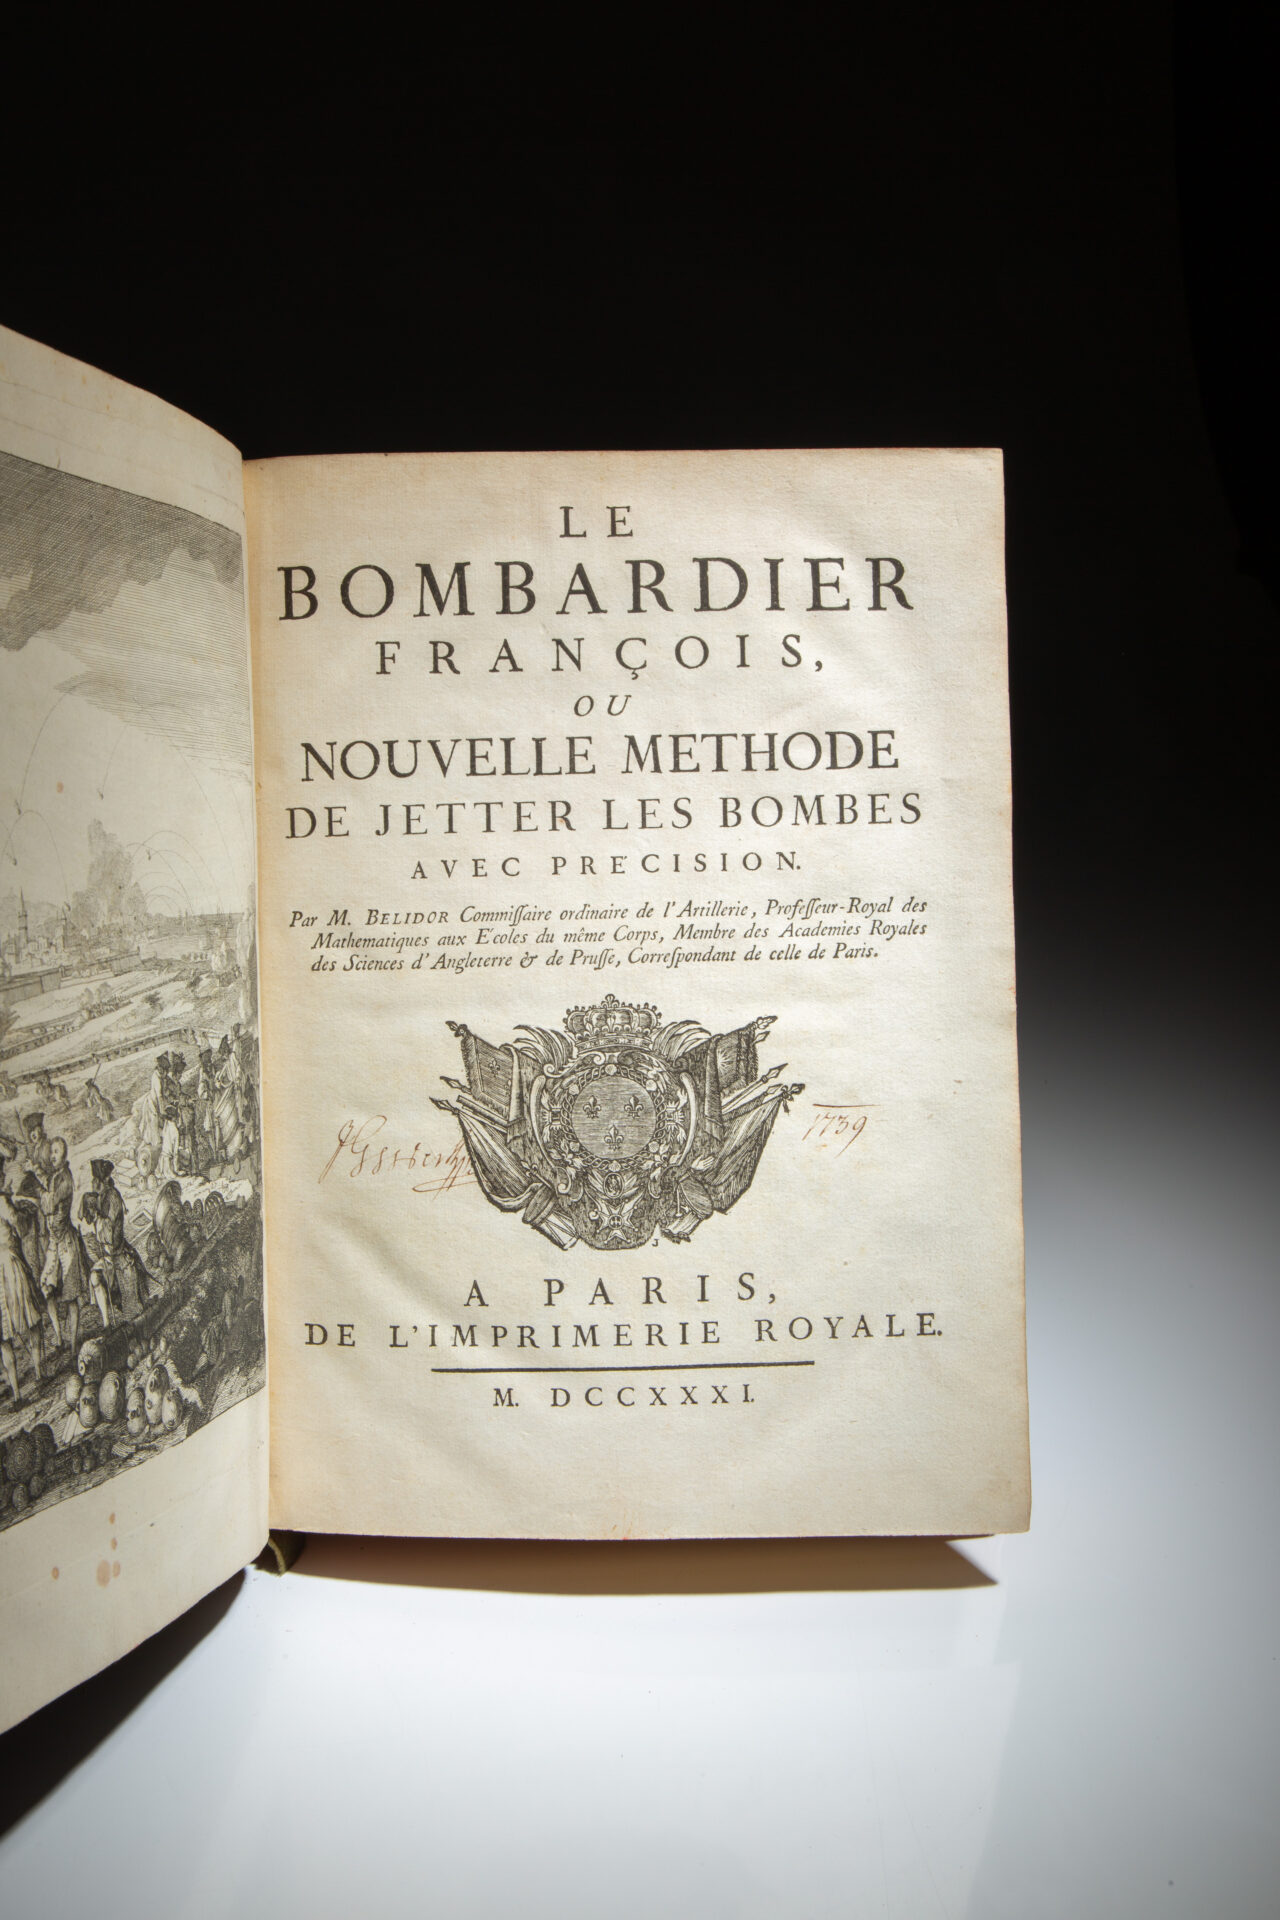 LE
BOMBARDIER
FRANÇOIS,
OU
NOUVELLE METHODE
DE JETTER LES BOMBES
AVEC PRÉCISION.
Par M. BELIDOR Commiſſaire ordinaire de l'Artillerie, Profeſſeur-Royal des
Mathematiques aux Écoles du même Corps, Membre des Academies Royales
des Sciences d'Angleterre & de Pruſſe, Correſpondant de celle de Paris.
1739
A PARIS,
DE L'IMPRIMERIE ROYALE.
M. DCCXXXI.